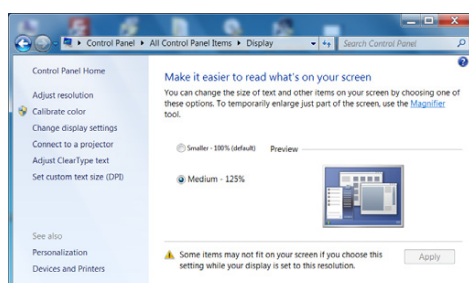 Control Panel ▸ All Control Panel Items ▸ Display
Search Control Panel
Control Panel Home
Adjust resolution
Calibrate color
Change display settings
Connect to a projector
Adjust ClearType text
Set custom text size (DPI)
See also
Personalization
Devices and Printers
Make it easier to read what's on your screen
You can change the size of text and other items on your screen by choosing one of
these options. To temporarily enlarge just part of the screen, use the Magnifier
tool.
Smaller - 100% (default) Preview
Medium - 125%
Some items may not fit on your screen if you choose this
setting while your display is set to this resolution.
Apply